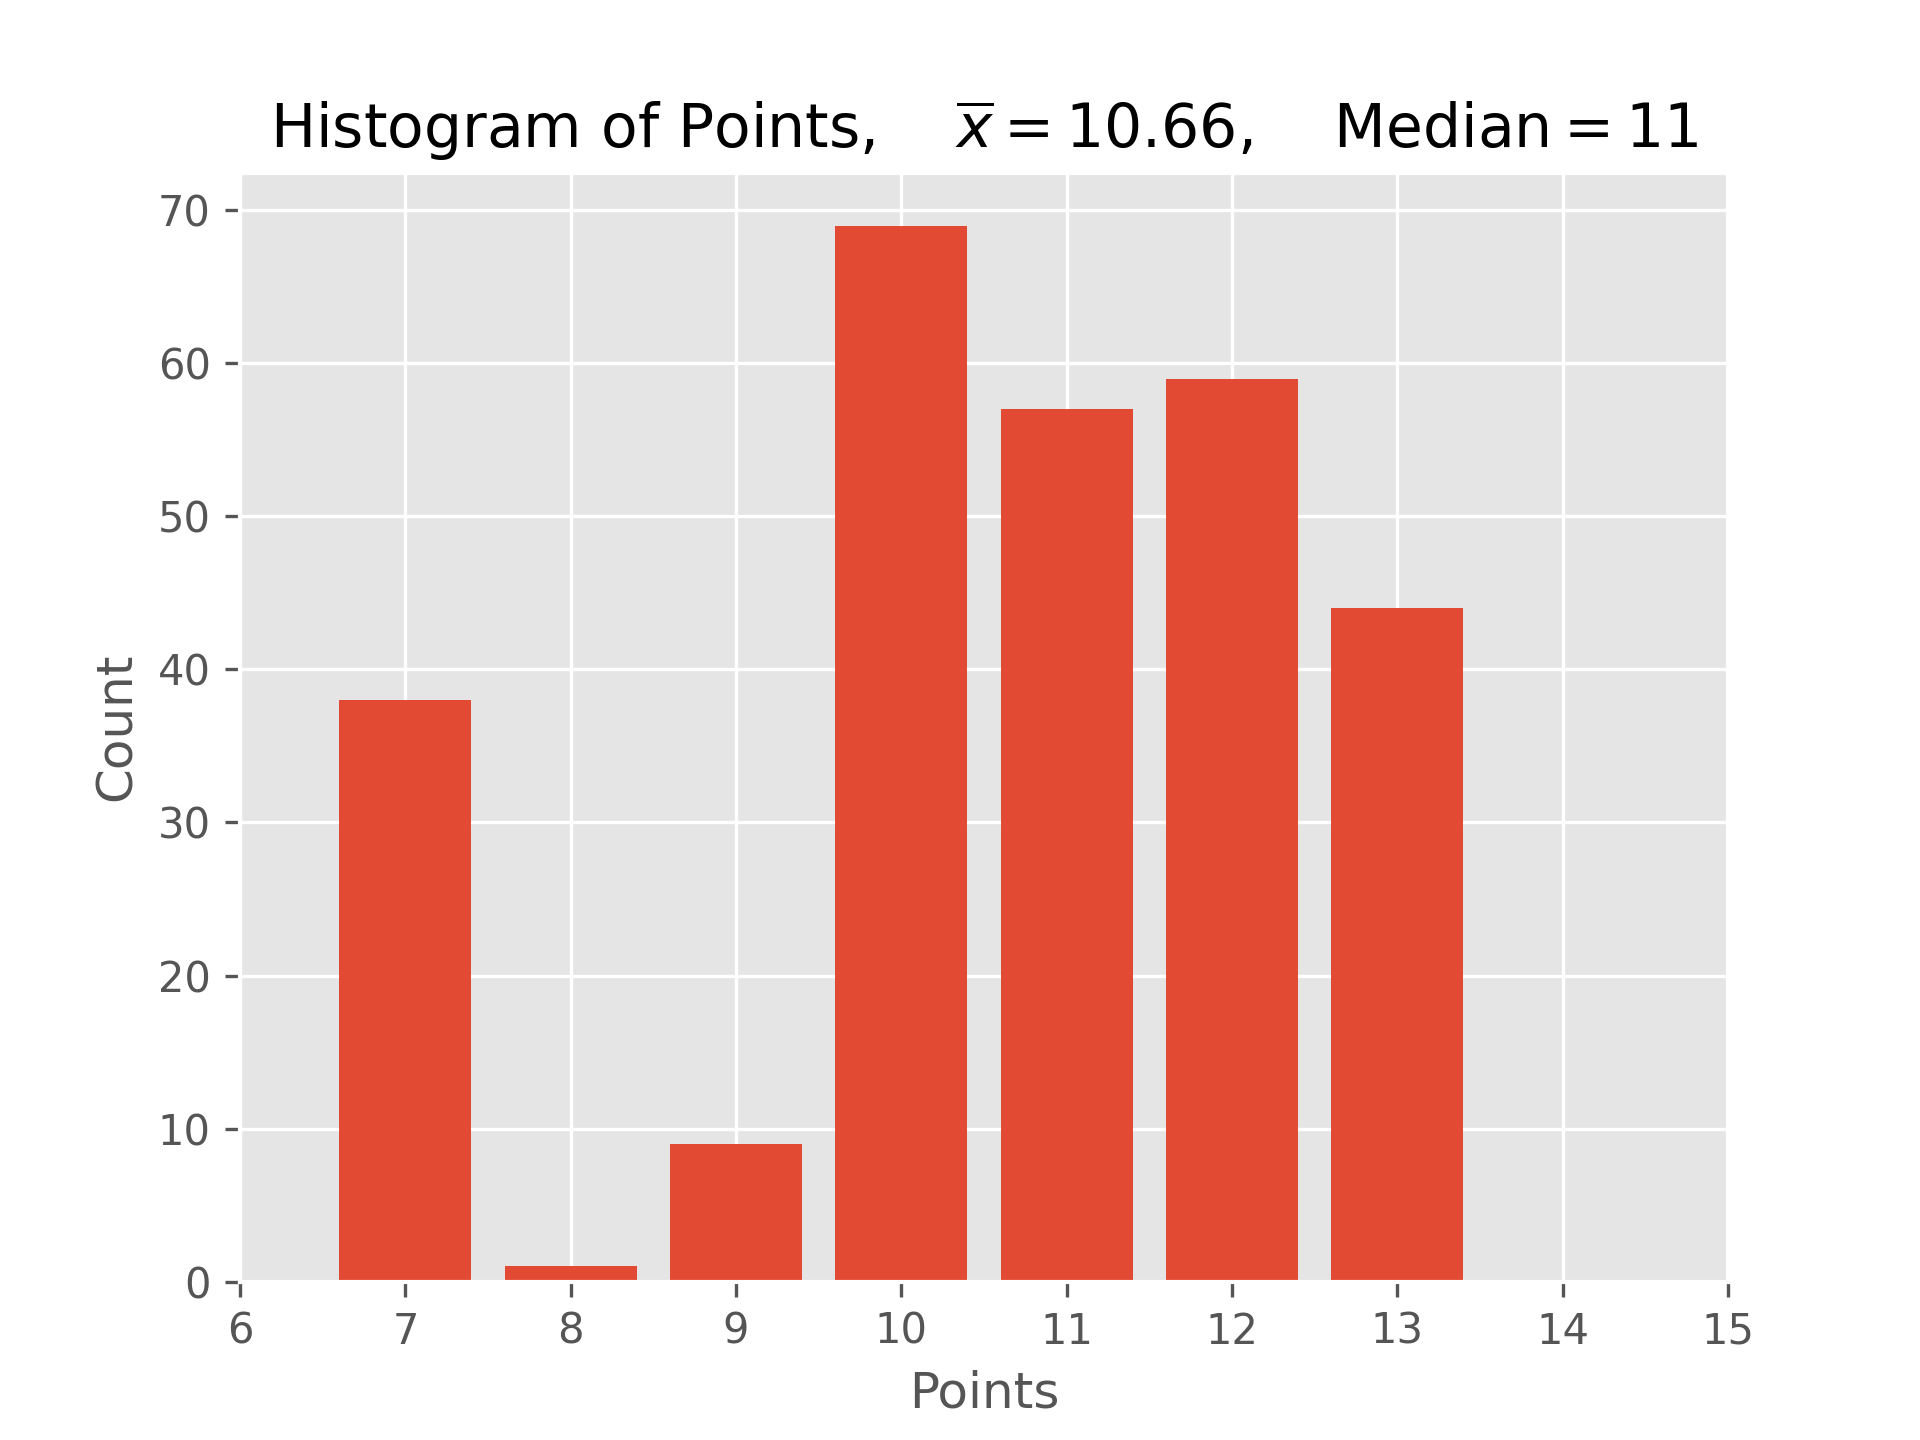 Histogram of Points, x̅ = 10.66, Median = 11
70
60
50
40
30
20
10
0
Count
6 7 8 9 10 11 12 13 14 15
Points